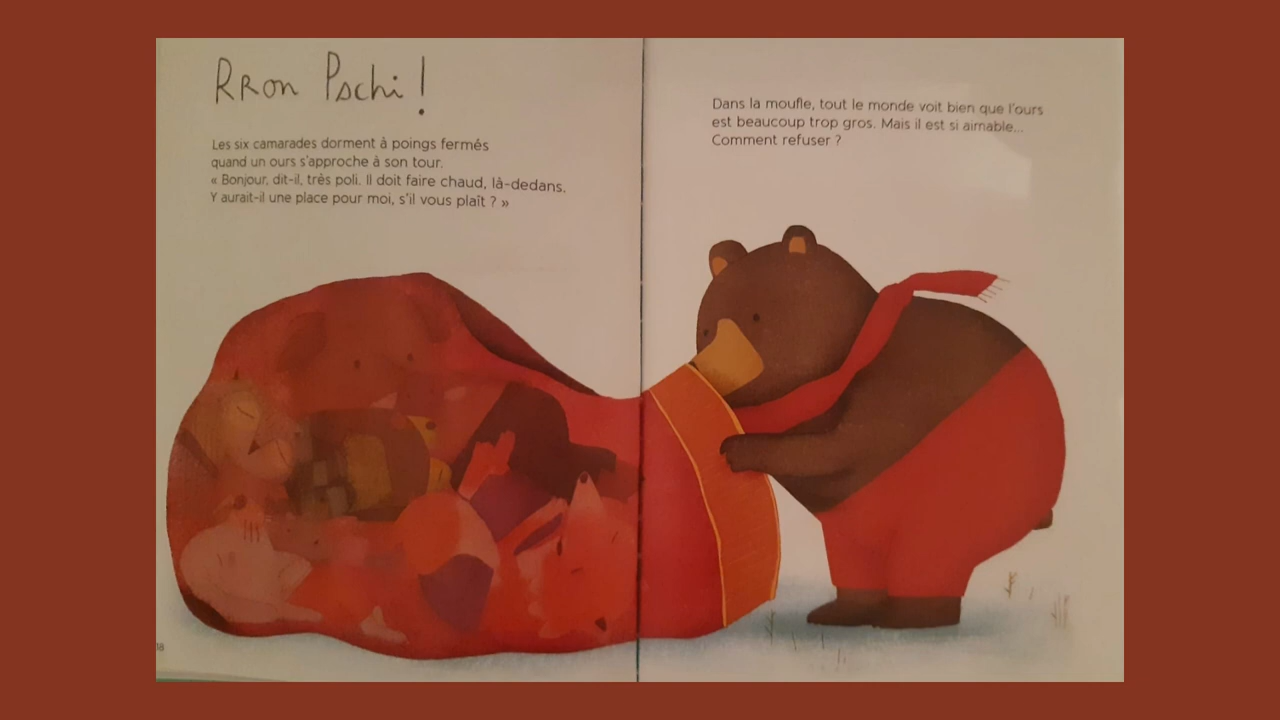 Rron Pschi !
Les six camarades dorment à poings fermés
quand un ours s'approche à son tour.
« Bonjour, dit-il, très poli. Il doit faire chaud, là-dedans.
Y aurait-il une place pour moi, s'il vous plaît ? »
18
Dans la moufle, tout le monde voit bien que l'ours
est beaucoup trop gros. Mais il est si aimable...
Comment refuser ?